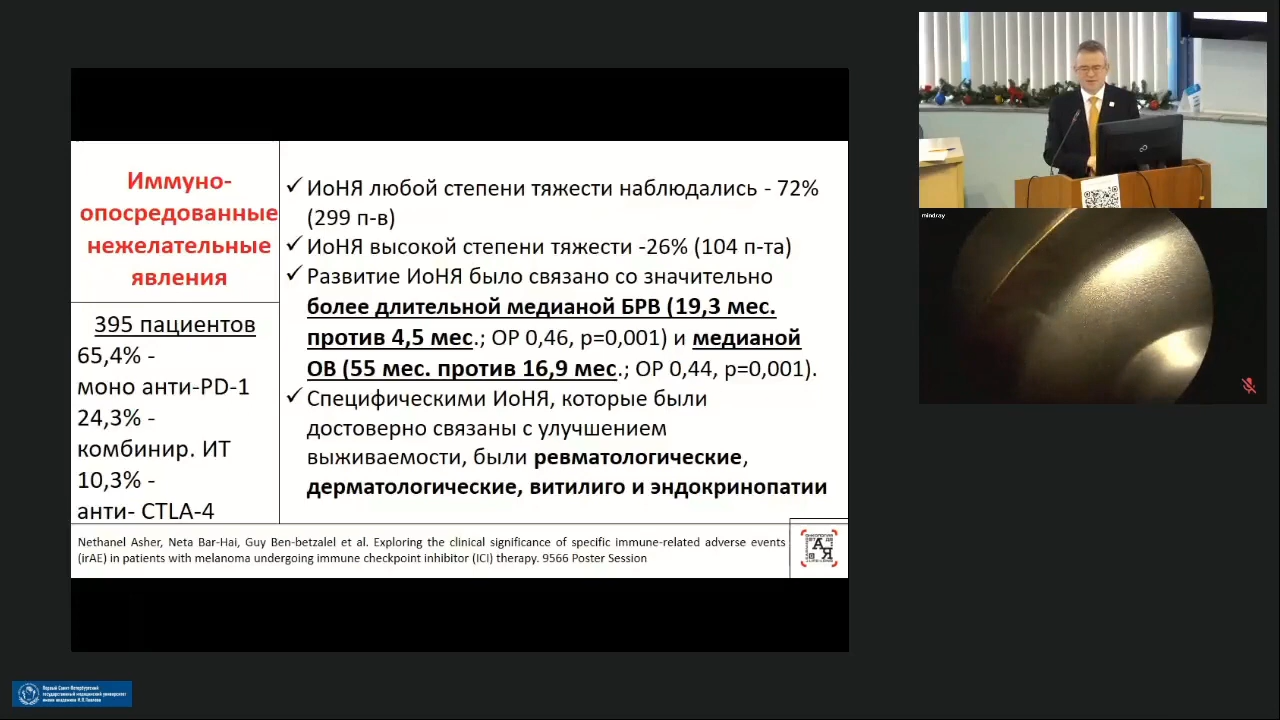 Иммуно-
опосредованные
нежелательные
явления
395 пациентов
65,4% -
моно анти-PD-1
24,3% -
комбинир. ИТ
10,3% -
анти- CTLA-4
✓ ИоНЯ любой степени тяжести наблюдались - 72%
(299 п-в)
✓ ИоНЯ высокой степени тяжести -26% (104 п-та)
✓ Развитие ИоНЯ было связано со значительно
более длительной медианой БРВ (19,3 мес.
против 4,5 мес.; ОР 0,46, p=0,001) и медианой
ОВ (55 мес. против 16,9 мес.; ОР 0,44, p=0,001).
✓ Специфическими ИоНЯ, которые были
достоверно связаны с улучшением
выживаемости, были ревматологические,
дерматологические, витилиго и эндокринопатии
Nethanel Asher, Neta Bar-Hai, Guy Ben-betzalel et al. Exploring the clinical significance of specific immune-related adverse events
(irAE) in patients with melanoma undergoing immune checkpoint inhibitor (ICI) therapy. 9566 Poster Session
mindray
Первый Санкт-Петербургский
государственный медицинский университет
имени академика И.П.Павлова